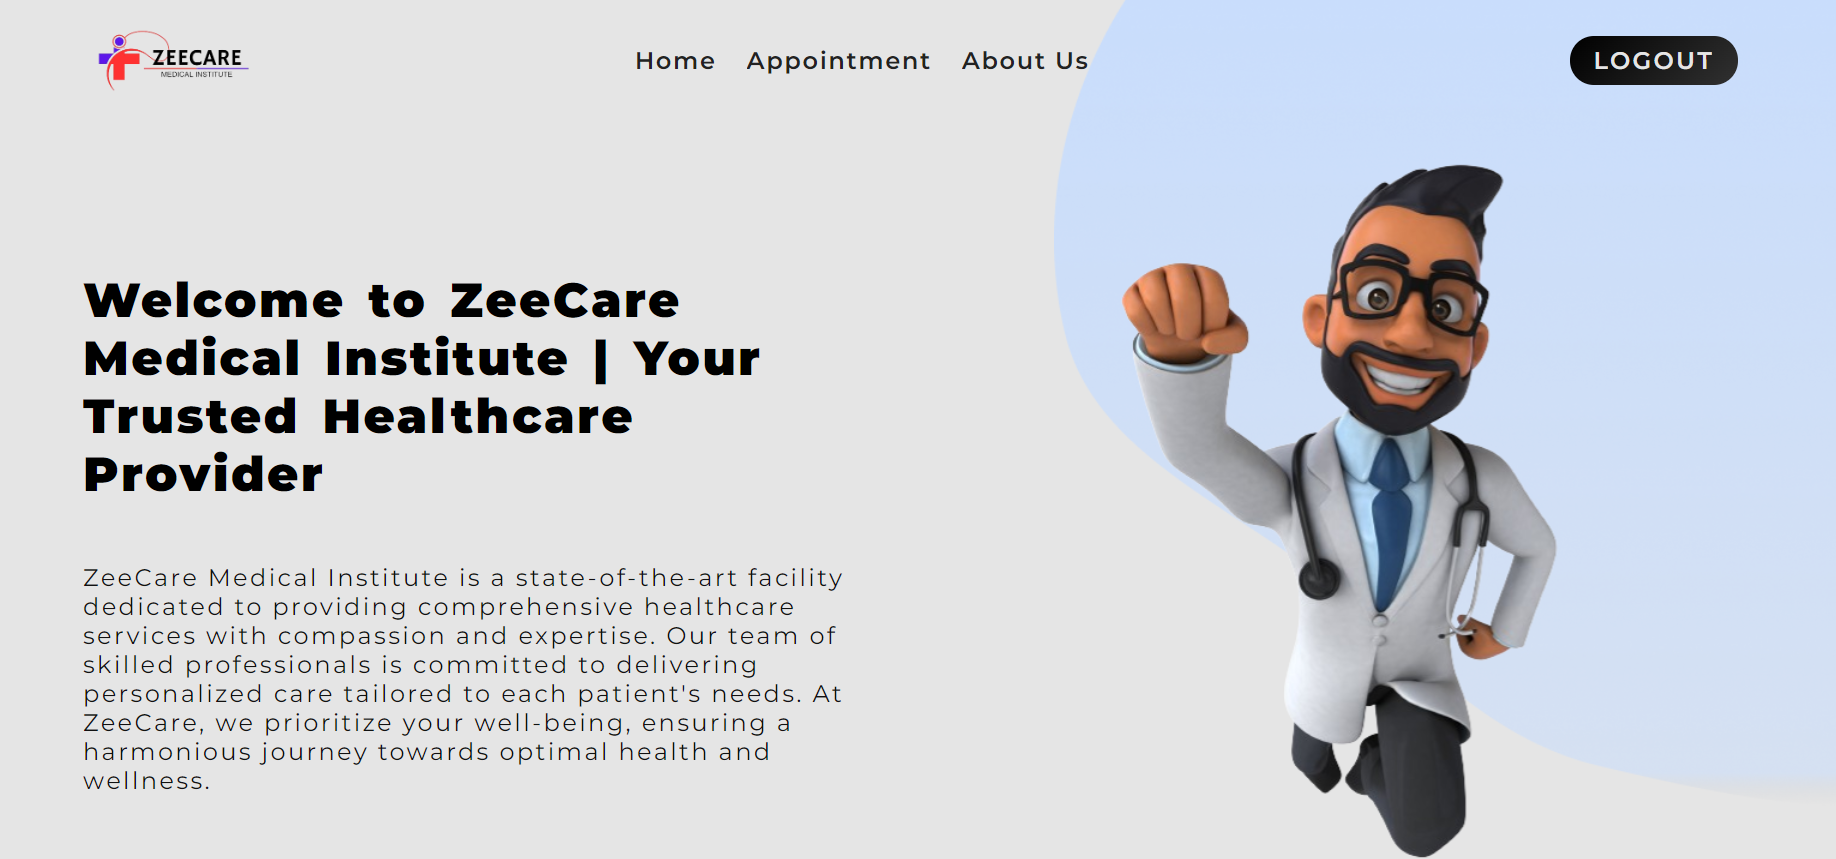 ZEECARE
MEDICAL INSTITUTE
Home Appointment About Us
LOGOUT
Welcome to ZeeCare
Medical Institute | Your
Trusted Healthcare
Provider
ZeeCare Medical Institute is a state-of-the-art facility
dedicated to providing comprehensive healthcare
services with compassion and expertise. Our team of
skilled professionals is committed to delivering
personalized care tailored to each patient's needs. At
ZeeCare, we prioritize your well-being, ensuring a
harmonious journey towards optimal health and
wellness.